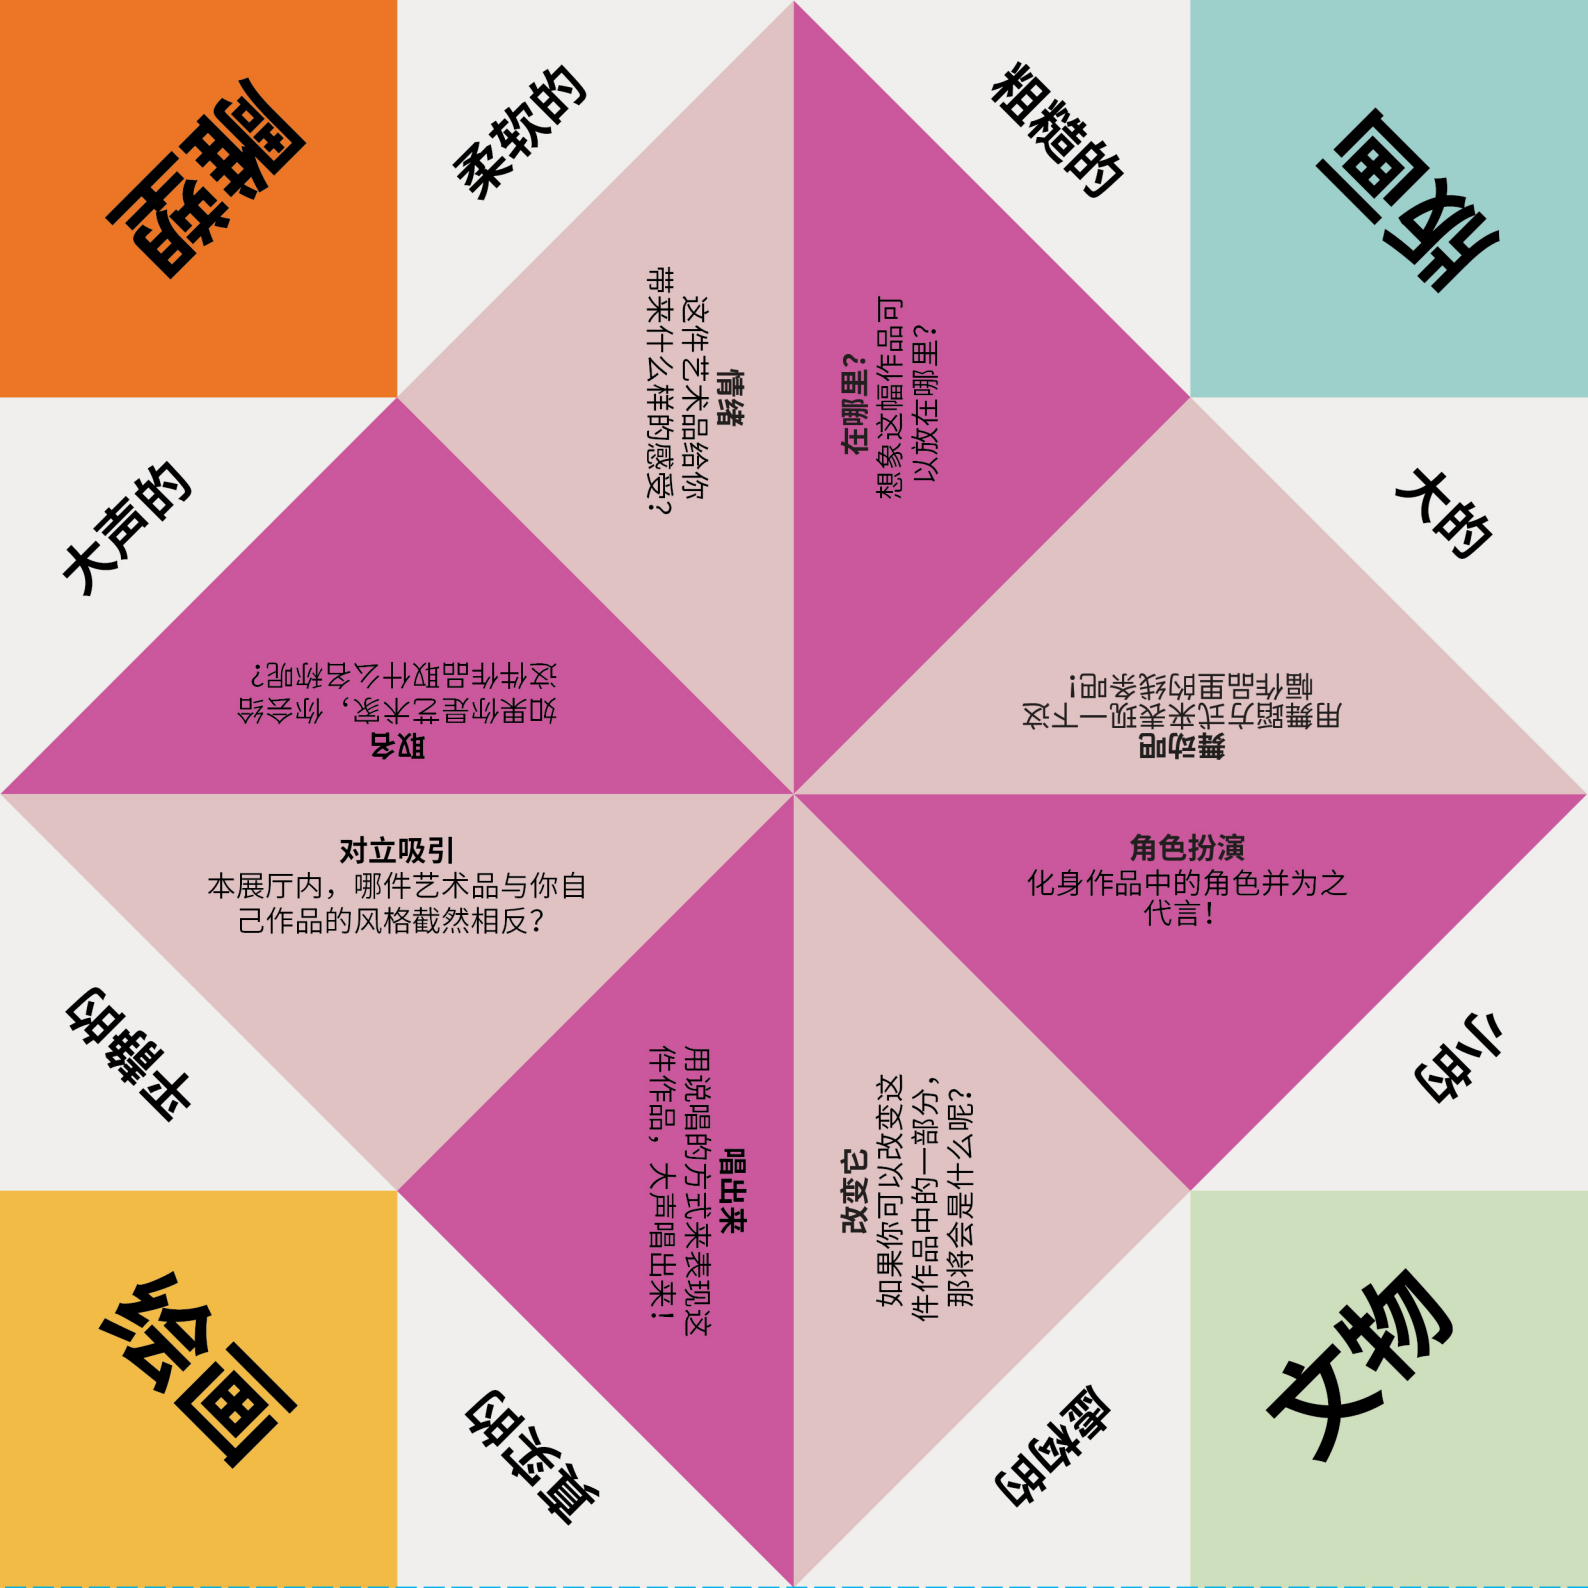 雕塑
柔软的
粗糙的
版画
情绪
这件艺术品给你
带来什么样的感受？
在哪里？
想象这幅作品可
以放在哪里？
大声的
大的
取名
如果你是艺术家，你会给
这件作品取什么名称呢？
舞动吧
用舞蹈方式来表现一下这
幅作品里的线条吧！
对立吸引
本展厅内，哪件艺术品与你自
己作品的风格截然相反？
角色扮演
化身作品中的角色并为之
代言！
平静的
小的
唱出来
用说唱的方式来表现这
件作品，大声唱出来！
改变它
如果你可以改变这
件作品中的一部分，
那将会是什么呢？
绘画
真实的
虚构的
文物